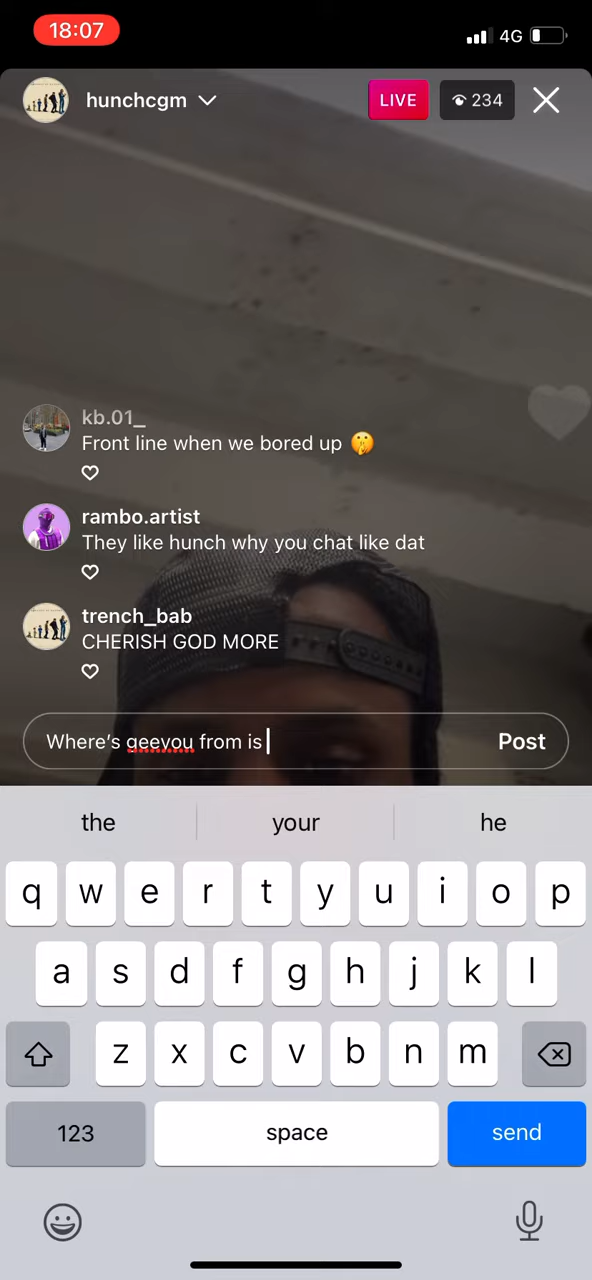 18:07
4G
hunchcgm
LIVE
234
kb.01_
Front line when we bored up 🤫
rambo.artist
They like hunch why you chat like dat
trench_bab
CHERISH GOD MORE
Where's geeyou from is
Post
the your he
q w e r t y u i o p
a s d f g h j k l
z x c v b n m
123 space send